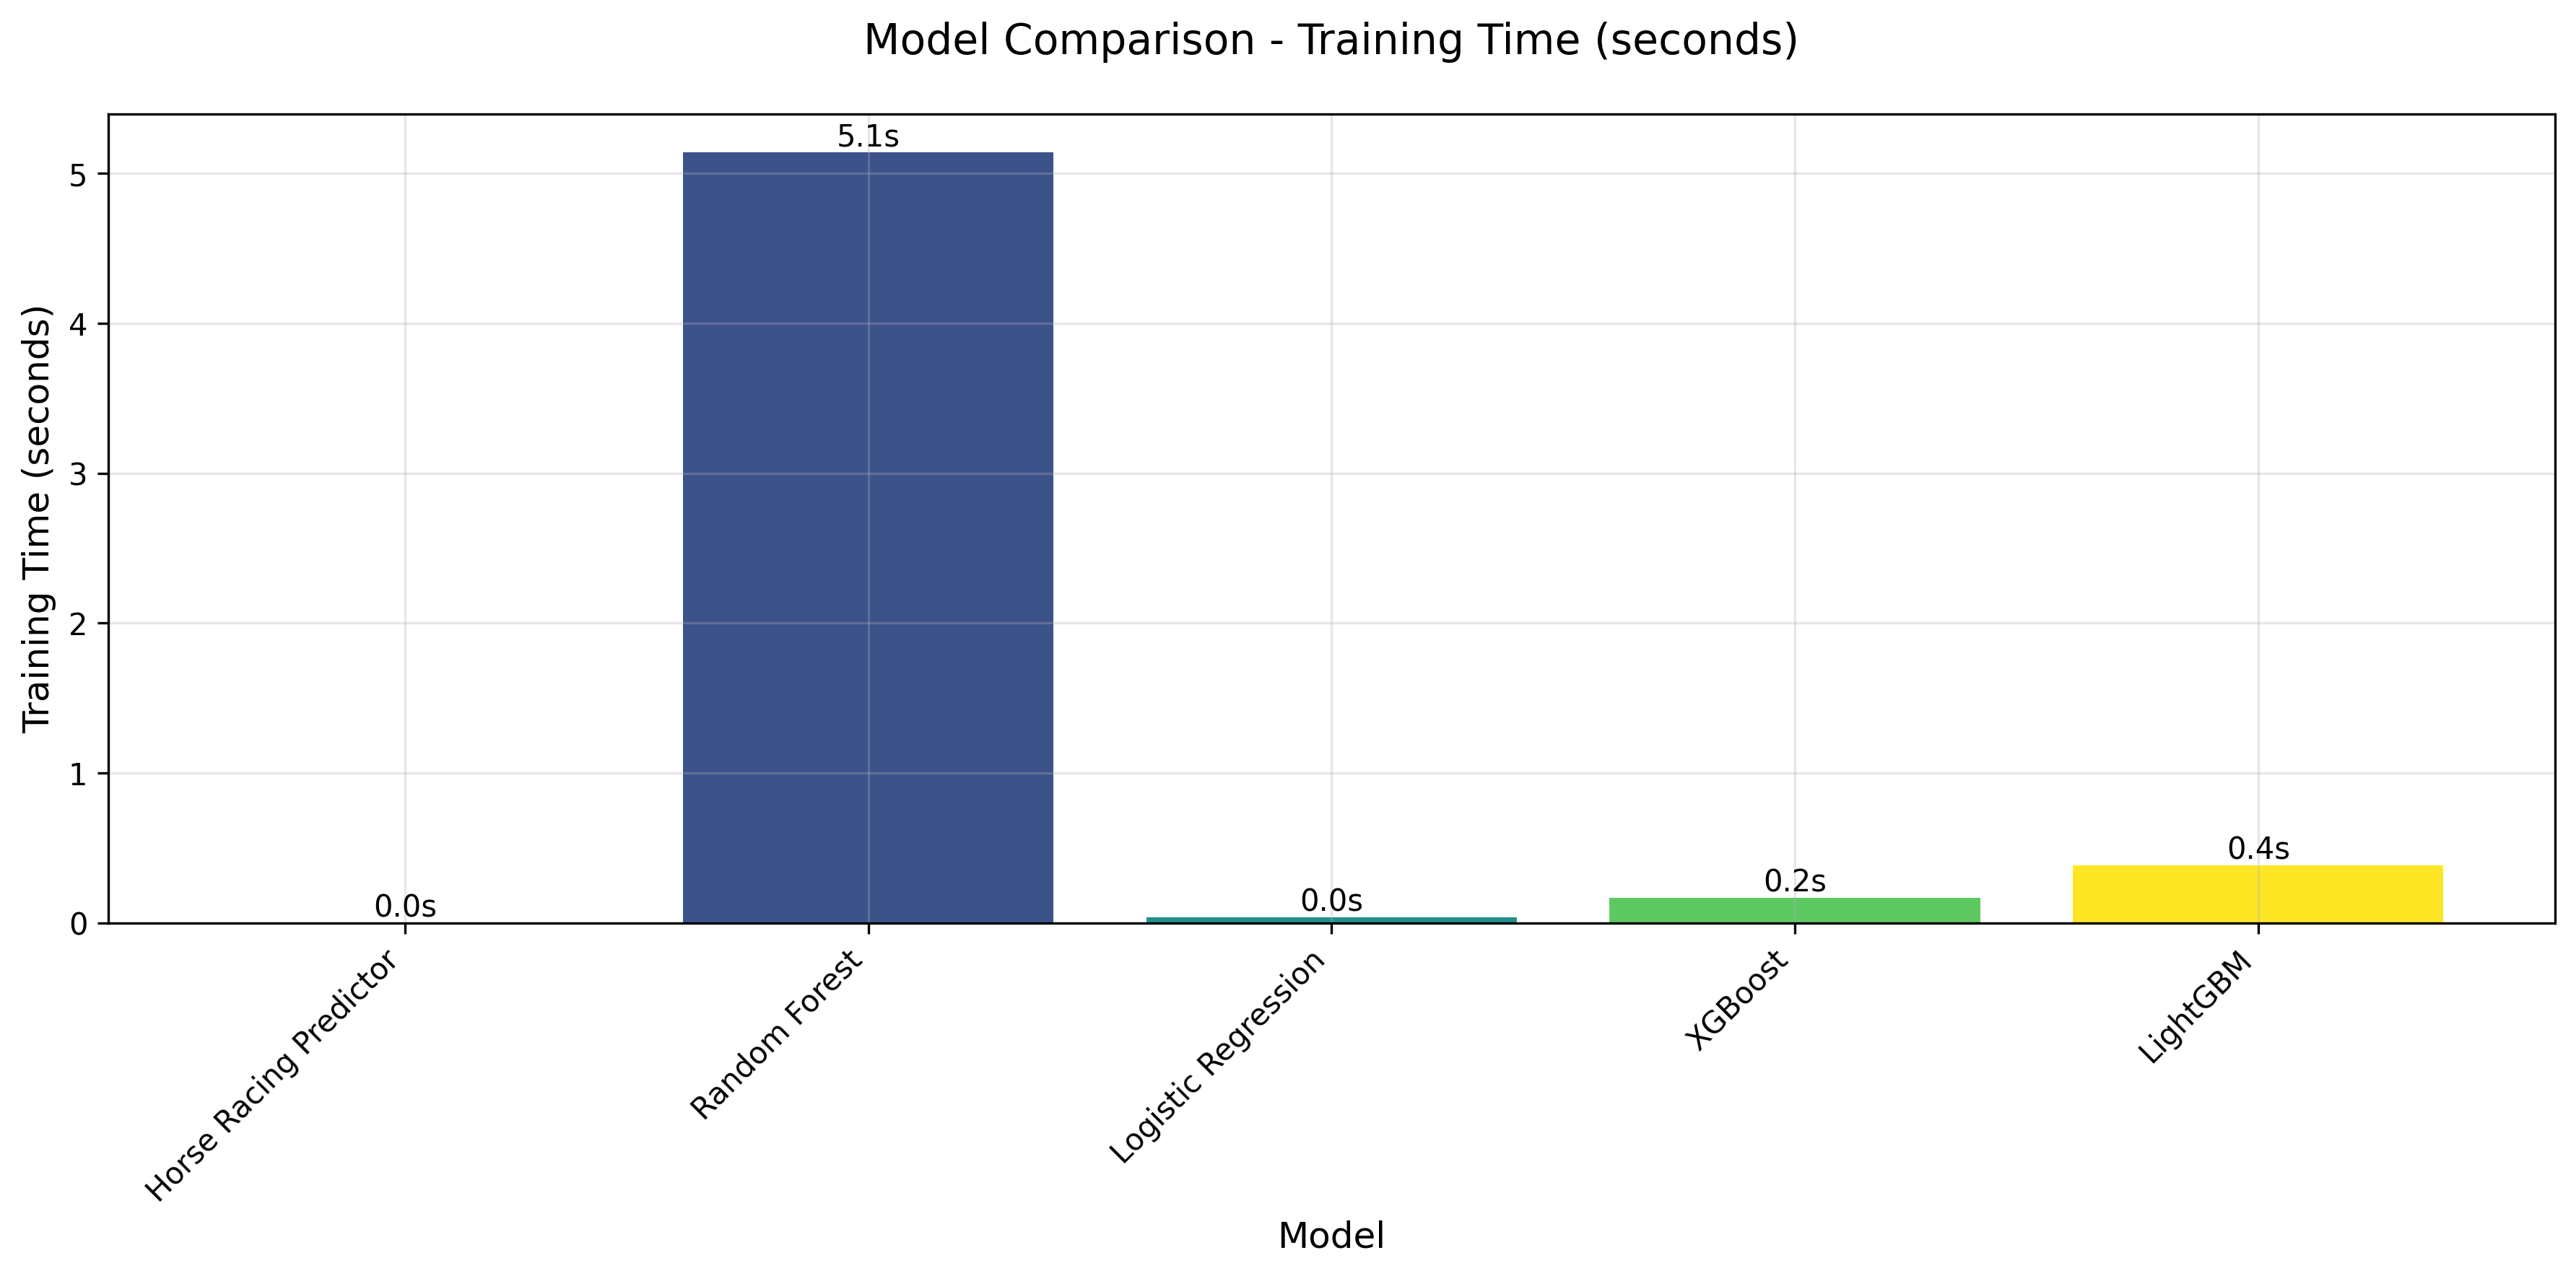 Model Comparison - Training Time (seconds)
Training Time (seconds)
5
4
3
2
1
0
0.0s
5.1s
0.0s
0.2s
0.4s
Horse Racing Predictor
Random Forest
Logistic Regression
XGBoost
LightGBM
Model